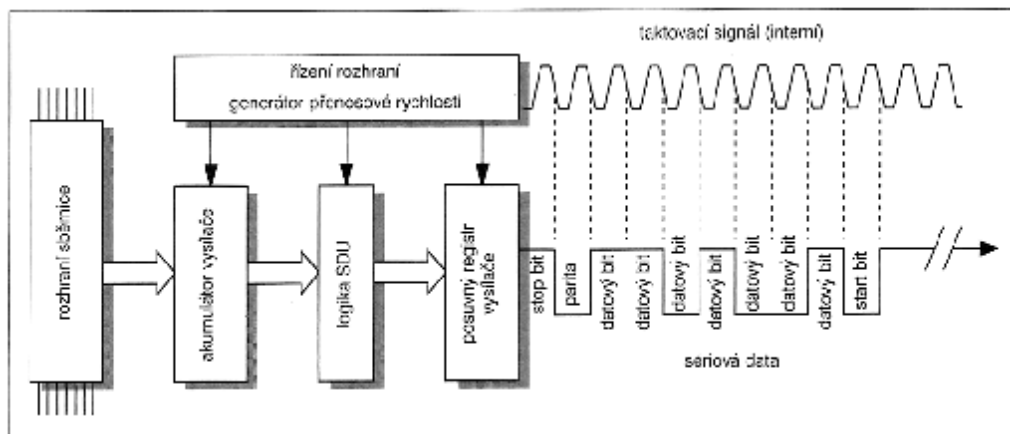 taktovací signál (interní)
řízení rozhraní
generátor přenosové rychlosti
rozhraní sběrnice
akumulátor vysílače
logika SDU
posuvný registr
vysílače
stop bit
parita
datový bit
datový bit
datový bit
datový bit
datový bit
datový bit
datový bit
start bit
seriová data